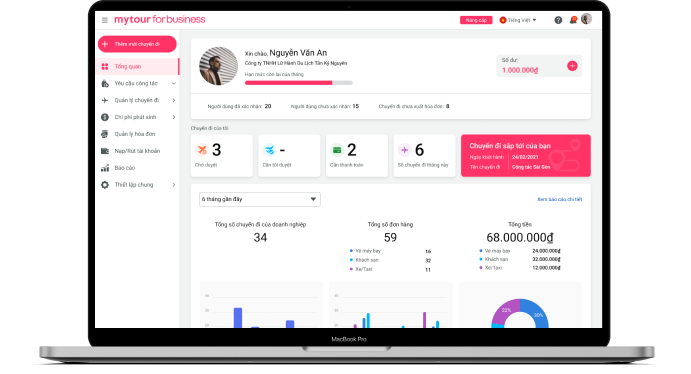 mytour for business
Nâng cấp
Tiếng Việt
Thêm mới chuyến đi
Tổng quan
Yêu cầu công tác
Quản lý chuyến đi
Chi phí phát sinh
Quản lý hóa đơn
Nạp/Rút tài khoản
Báo cáo
Thiết lập chung
Xin chào, Nguyễn Văn An
Công ty TNHH Lữ Hành Du Lịch Tân Kỷ Nguyên
Hạn mức còn lại của tháng
Số dư:
1.000.000₫
Người dùng đã xác nhận: 20
Người dùng chưa xác nhận: 15
Chuyến đi chưa xuất hóa đơn: 8
Chuyến đi của tôi
3
Chờ duyệt
-
Cần tôi duyệt
2
Cần thanh toán
6
Số chuyến đi tháng này
Chuyến đi sắp tới của bạn
Ngày khởi hành 24/02/2021
Tên chuyến đi Công tác Sài Gòn
6 tháng gần đây
Xem báo cáo chi tiết
Tổng số chuyến đi của doanh nghiệp
34
Tổng số đơn hàng
59
Vé máy bay 16
Khách sạn 32
Xe/Taxi 11
Tổng tiền
68.000.000₫
Vé máy bay 24.000.000₫
Khách sạn 32.000.000₫
Xe/Taxi 12.000.000₫
22%
30%
MacBook Pro